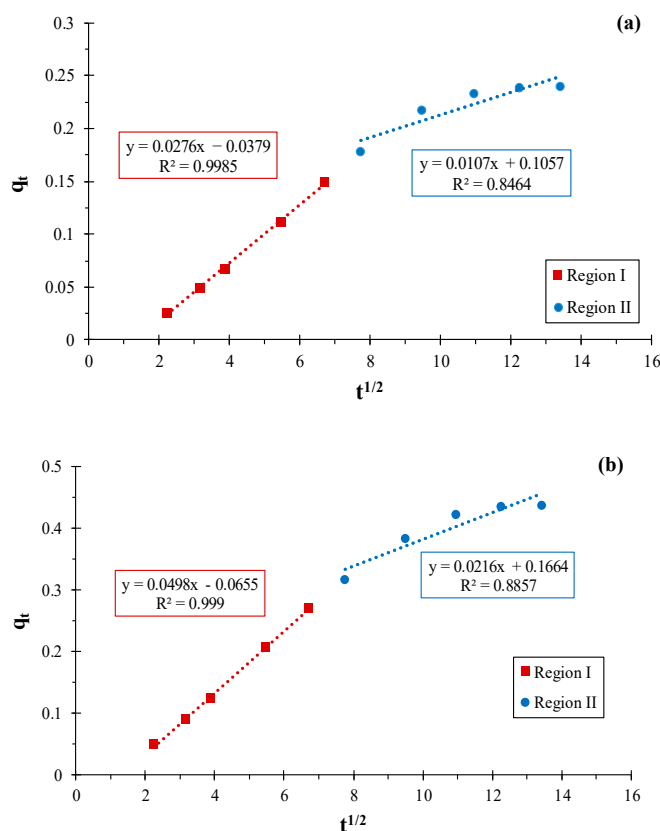 (a)
0.3
0.25
0.2
0.15
0.1
0.05
0
qt
y = 0.0276x − 0.0379
R² = 0.9985
y = 0.0107x + 0.1057
R² = 0.8464
Region I
Region II
0 2 4 6 8 10 12 14 16
t1/2
(b)
0.5
0.4
0.3
0.2
0.1
0
qt
y = 0.0498x - 0.0655
R² = 0.999
y = 0.0216x + 0.1664
R² = 0.8857
Region I
Region II
0 2 4 6 8 10 12 14 16
t1/2